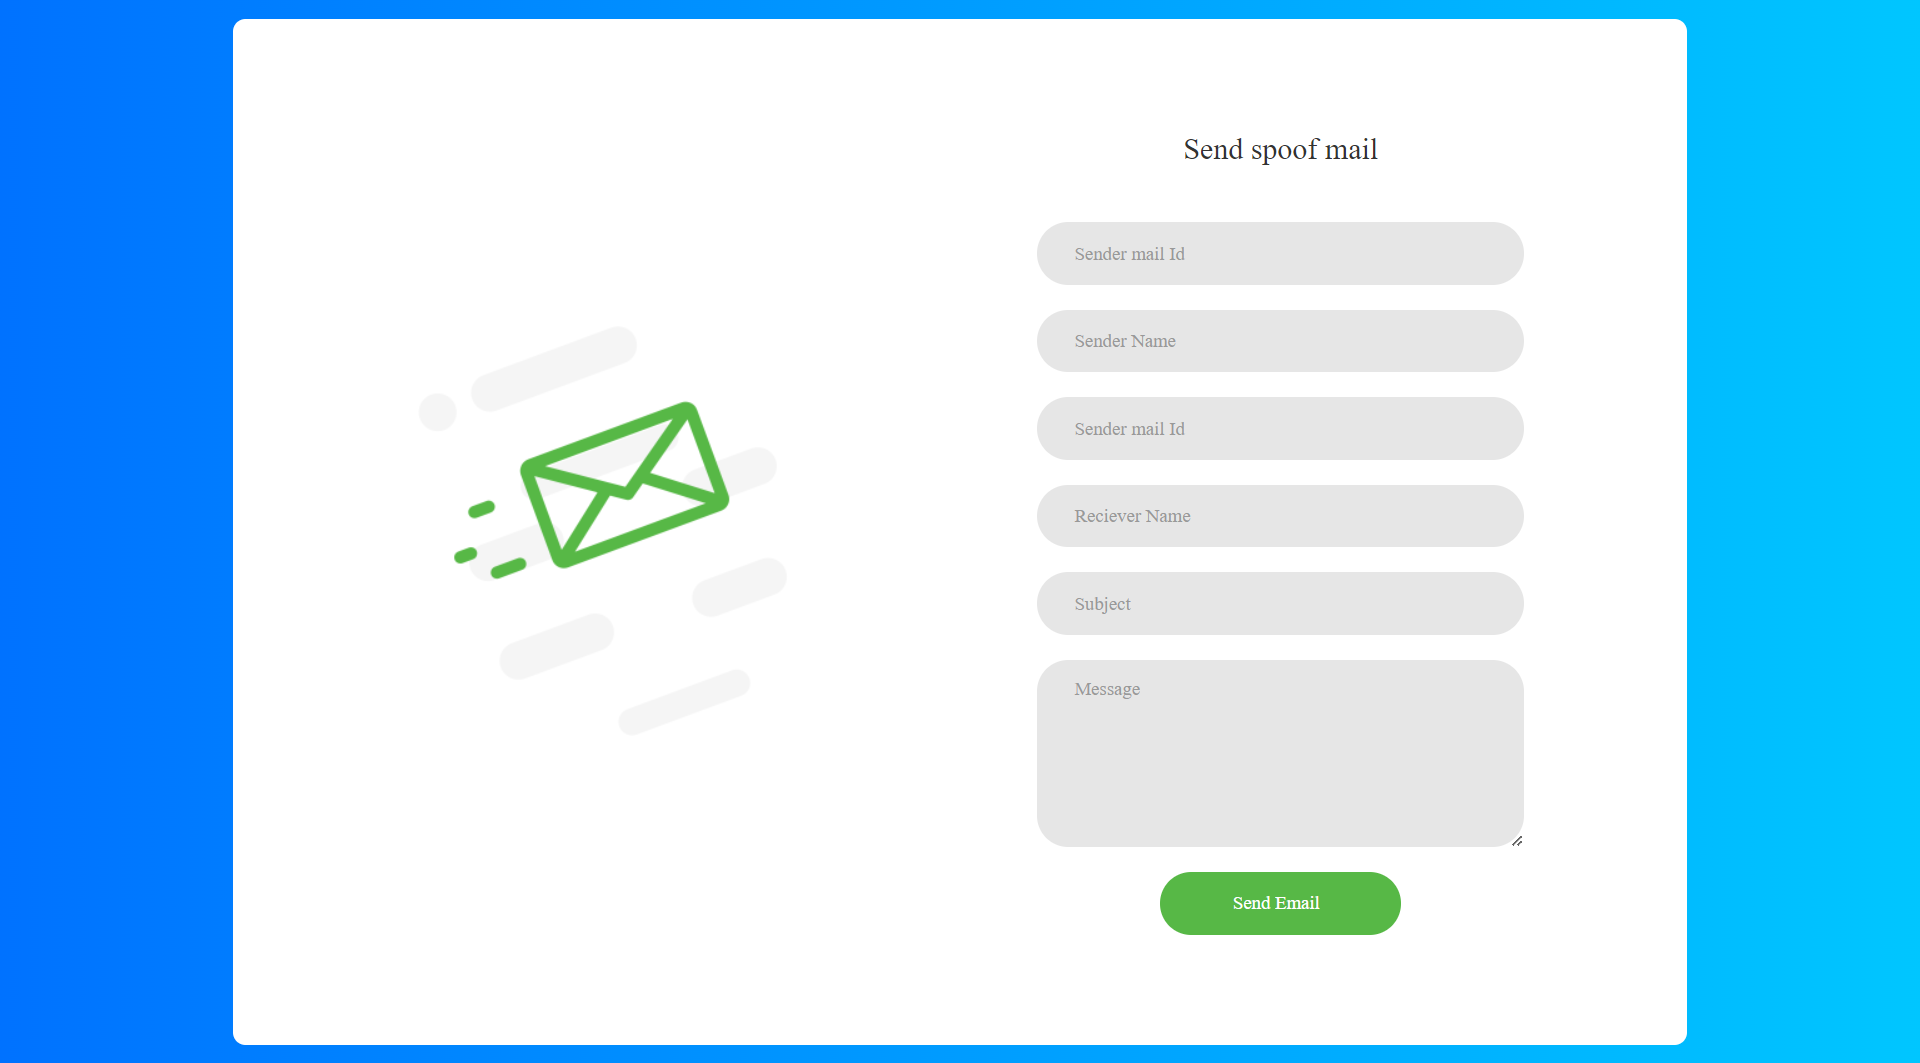 Send spoof mail
Sender mail Id
Sender Name
Sender mail Id
Reciever Name
Subject
Message
Send Email